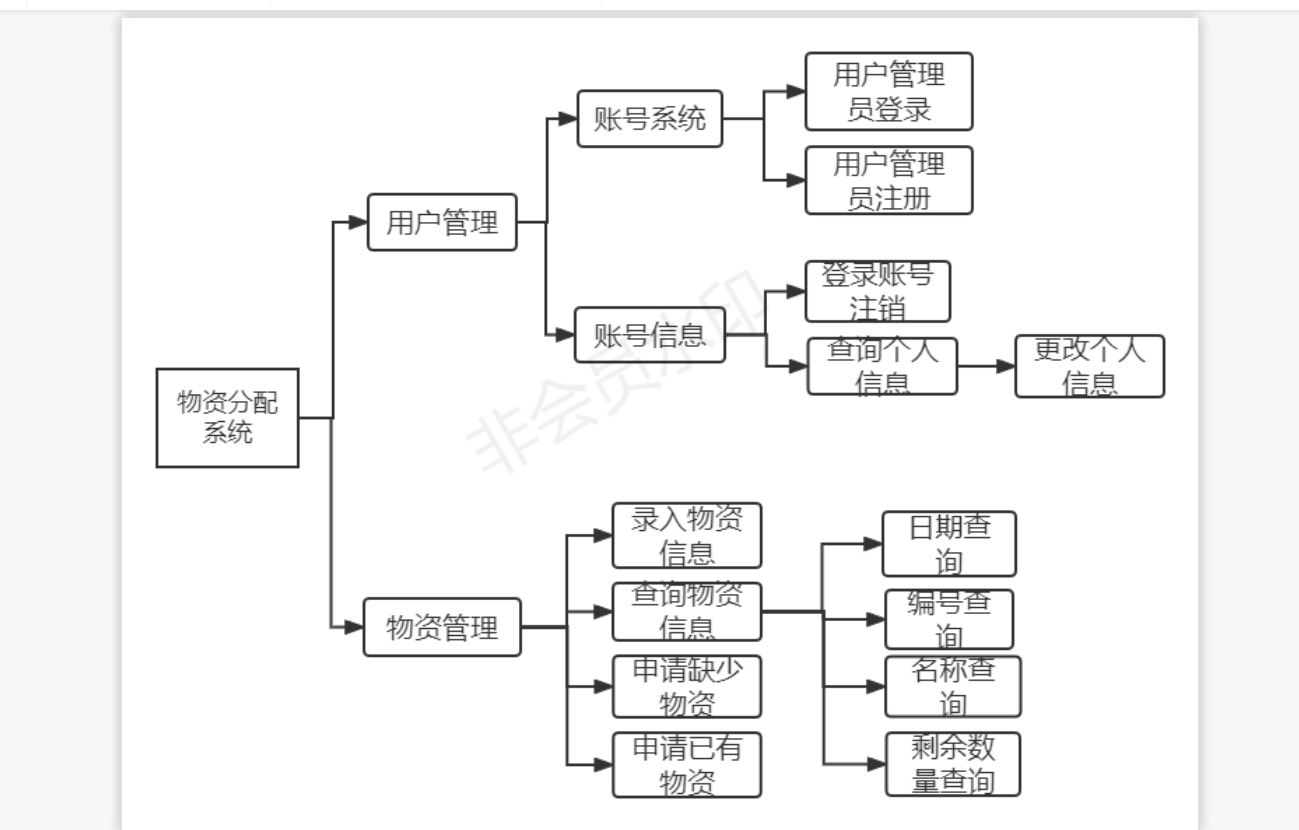 用户管理
员登录
账号系统
用户管理
员注册
用户管理
登录账号
注销
账号信息
查询个人
信息
更改个人
信息
物资分配
系统
非会员水印
录入物资
信息
日期查
询
查询物资
信息
编号查
询
物资管理
申请缺少
物资
名称查
询
申请已有
物资
剩余数
量查询